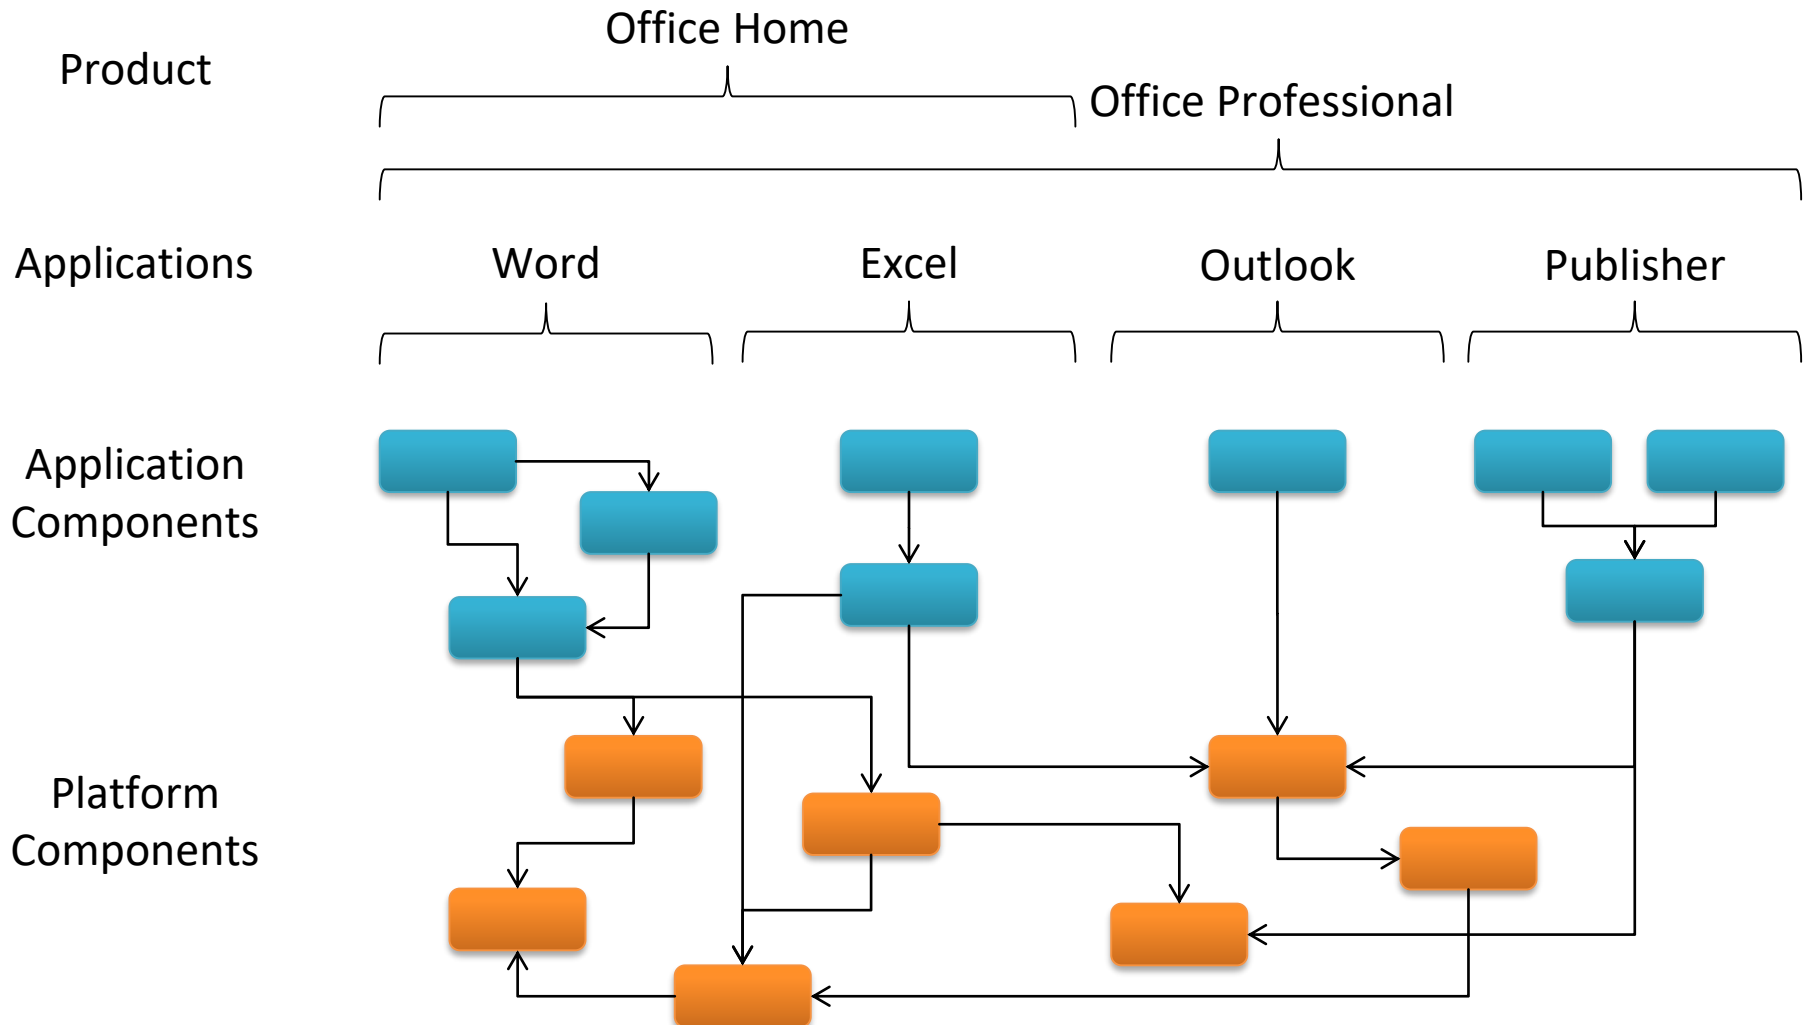 Office Home
Product
Office Professional
Applications
Word
Excel
Outlook
Publisher
Application
Components
Platform
Components